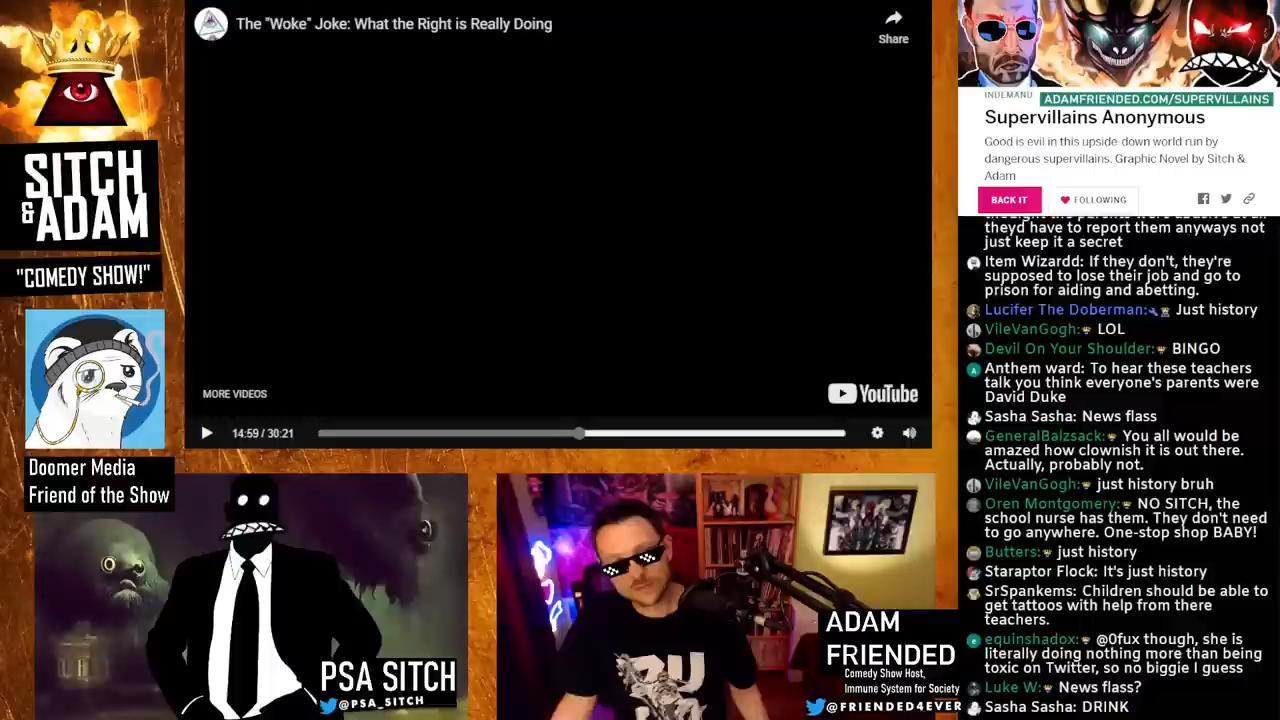 The "Woke" Joke: What the Right is Really Doing
Share
MORE VIDEOS
YouTube
14:59 / 30:21
SITCH
& ADAM
"COMEDY SHOW!"
Doomer Media
Friend of the Show
PSA SITCH
@PSA_SITCH
ADAM
FRIENDED
Comedy Show Host,
Immune System for Society
@FRIENDED4EVER
INDEMAND
ADAMFRIENDED.COM/SUPERVILLAINS
Supervillains Anonymous
Good is evil in this upside-down world run by
dangerous supervillains. Graphic Novel by Sitch &
Adam
BACK IT
FOLLOWING
theyd have to report them anyways not
just keep it a secret
Item Wizardd: If they don't, they're
supposed to lose their job and go to
prison for aiding and abetting.
Lucifer The Doberman: Just history
VileVanGogh: LOL
Devil On Your Shoulder: BINGO
Anthem ward: To hear these teachers
talk you think everyone's parents were
David Duke
Sasha Sasha: News flass
GeneralBalzsack: You all would be
amazed how clownish it is out there.
Actually, probably not.
VileVanGogh: just history bruh
Oren Montgomery: NO SITCH, the
school nurse has them. They don't need
to go anywhere. One-stop shop BABY!
Butters: just history
Staraptor Flock: It's just history
SrSpankems: Children should be able to
get tattoos with help from there
teachers.
equinshadox: @0fux though, she is
literally doing nothing more than being
toxic on Twitter, so no biggie I guess
Luke W: News flass?
Sasha Sasha: DRINK